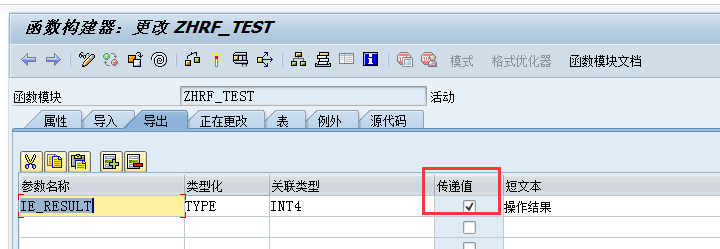 函数构建器：更改 ZHRF_TEST
模式 格式优化器 函数模块文档
函数模块 ZHRF_TEST 活动
属性 导入 导出 正在更改 表 例外 源代码
参数名称 类型化 关联类型 传递值 短文本
IE_RESULT TYPE INT4 操作结果